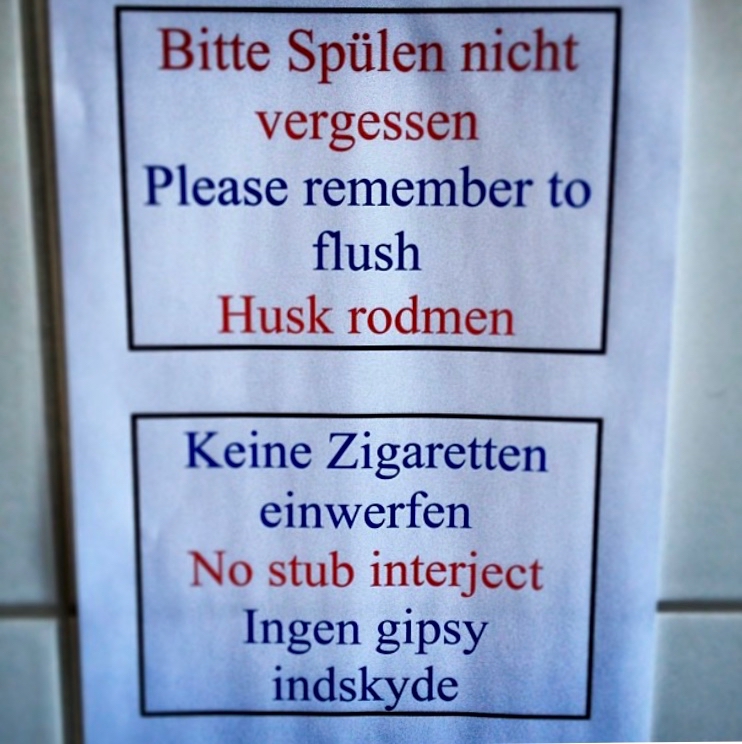 Bitte Spülen nicht
vergessen
Please remember to
flush
Husk rodmen
Keine Zigaretten
einwerfen
No stub interject
Ingen gipsy
indskyde